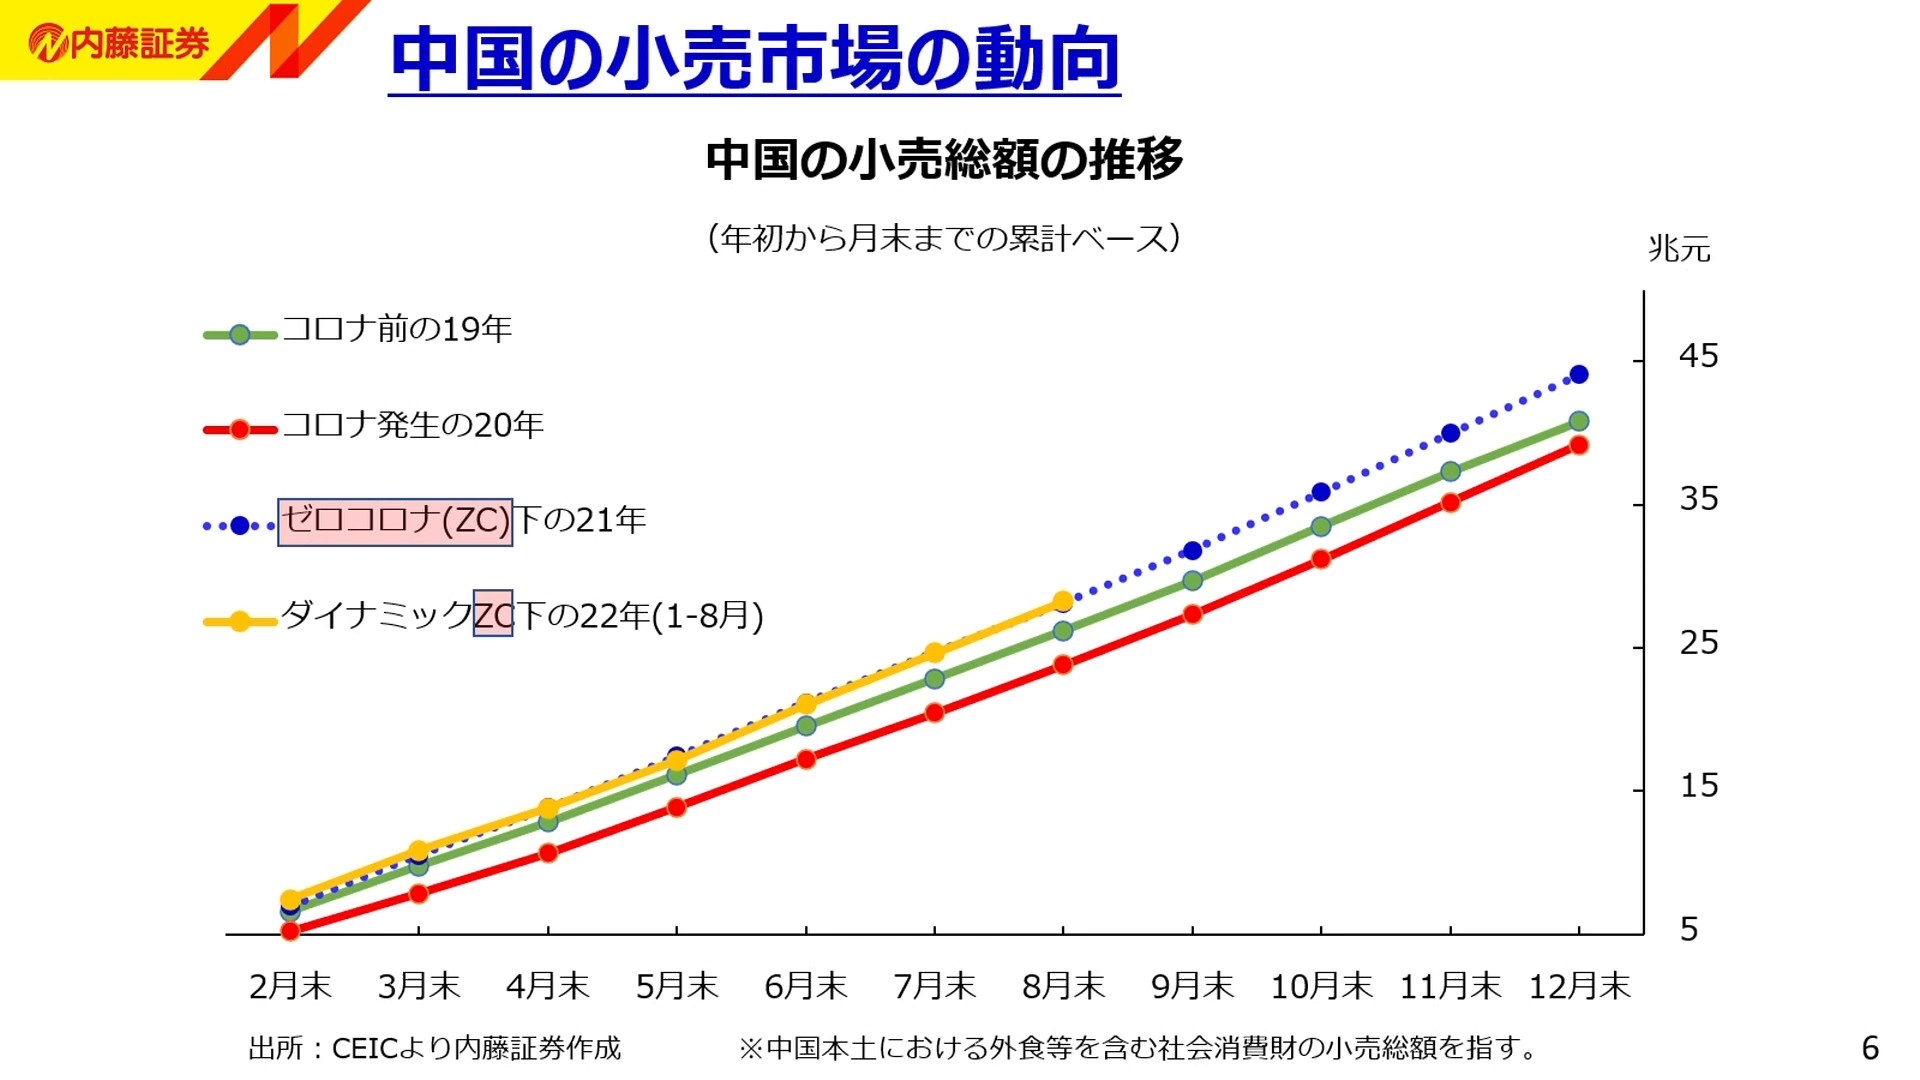 内藤証券
中国の小売市場の動向
中国の小売総額の推移
（年初から月末までの累計ベース）
兆元
コロナ前の19年
コロナ発生の20年
ゼロコロナ(ZC)下の21年
ダイナミックZC下の22年(1-8月)
45
35
25
15
5
2月末 3月末 4月末 5月末 6月末 7月末 8月末 9月末 10月末 11月末 12月末
出所：CEICより内藤証券作成 ※中国本土における外食等を含む社会消費財の小売総額を指す。
6